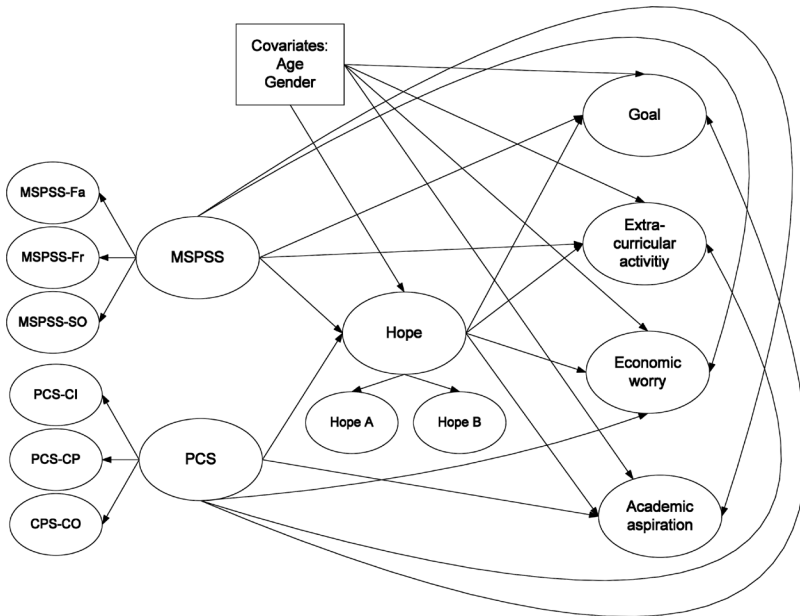 Covariates:
Age
Gender
Goal
MSPSS-Fa
MSPSS-Fr
MSPSS-SO
MSPSS
Extra-
curricular
activitiy
Hope
Economic
worry
Hope A
Hope B
PCS-CI
PCS-CP
CPS-CO
PCS
Academic
aspiration